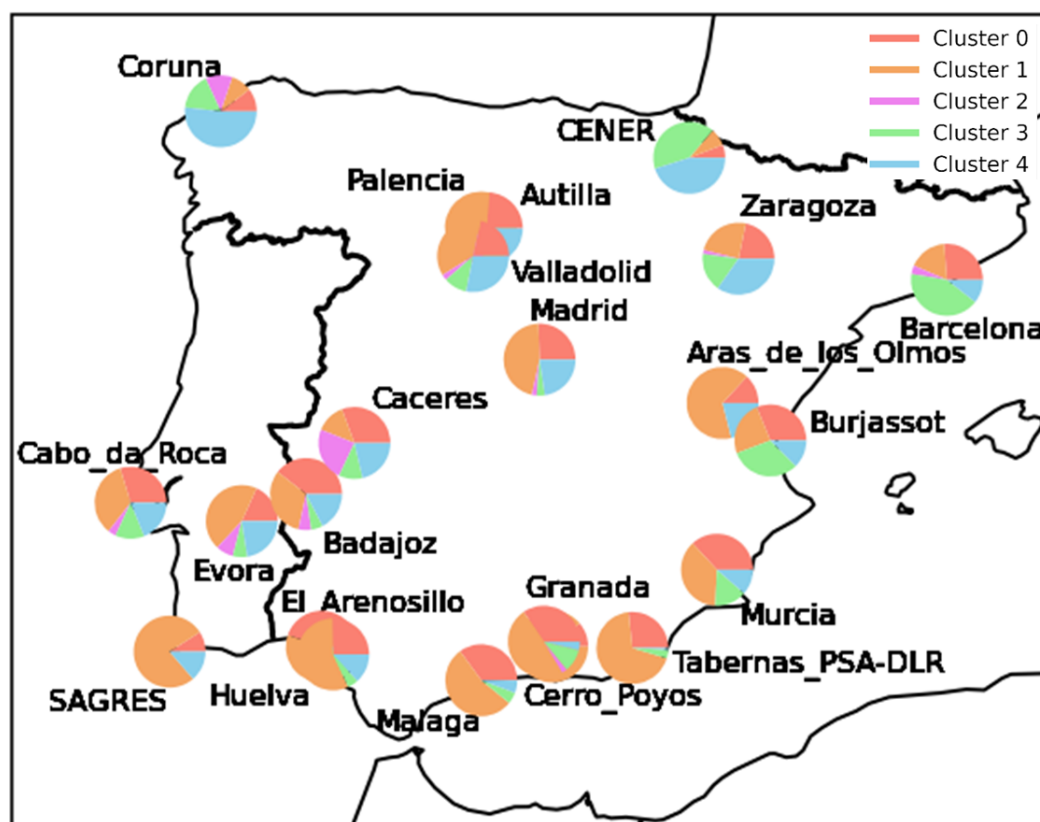 Cluster 0
Coruna
Cluster 1
Cluster 2
CENER
Cluster 3
Cluster 4
Palencia
Autilla
Zaragoza
Valladolid
Madrid
Barcelona
Aras_de_los_Olmos
Caceres
Burjassot
Cabo_da_Roca
Badajoz
Evora
Granada
El_Arenosillo
Murcia
Tabernas_PSA-DLR
SAGRES
Huelva
Cerro_Poyos
Malaga